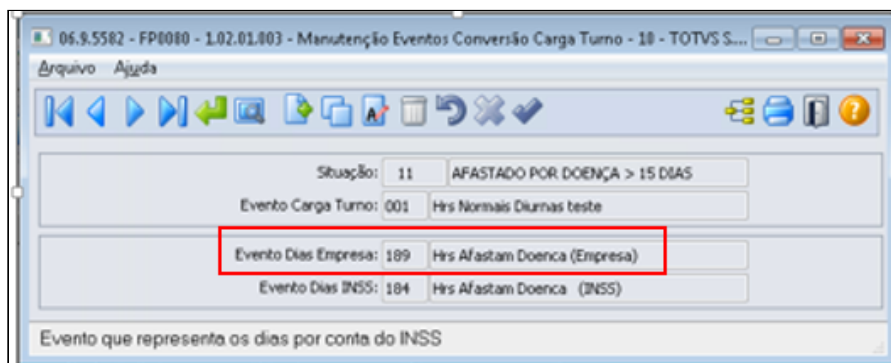 06.9.5582 - FP0080 - 1.02.01.003 - Manutenção Eventos Conversão Carga Turno - 10 - TOTVS S....
Arquivo Ajuda
Situação: 11 AFASTADO POR DOENÇA > 15 DIAS
Evento Carga Turno: 001 Hrs Normais Diurnas teste
Evento Dias Empresa: 189 Hrs Afastam Doenca (Empresa)
Evento Dias INSS: 184 Hrs Afastam Doenca (INSS)
Evento que representa os dias por conta do INSS